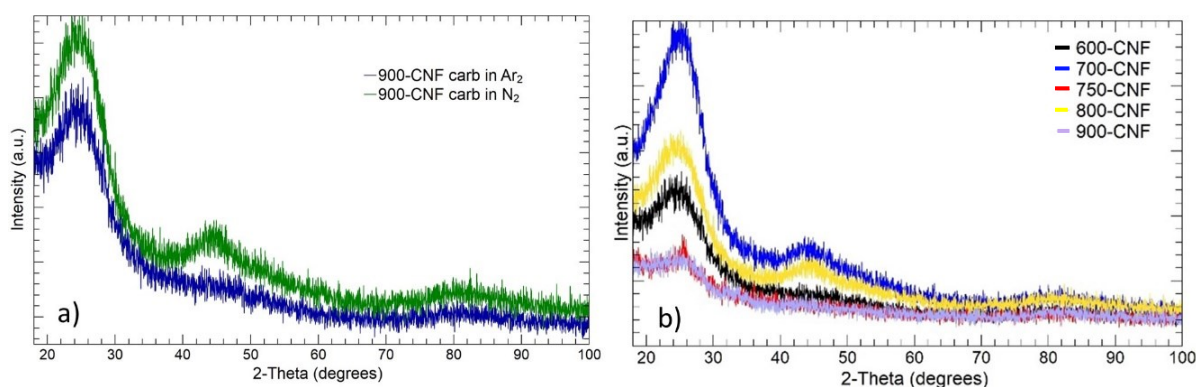 Intensity (a.u.)
900-CNF carb in Ar₂
900-CNF carb in N₂
a)
20 30 40 50 60 70 80 90 100
2-Theta (degrees)
Intensity (a.u.)
600-CNF
700-CNF
750-CNF
800-CNF
900-CNF
b)
20 30 40 50 60 70 80 90 100
2-Theta (degrees)